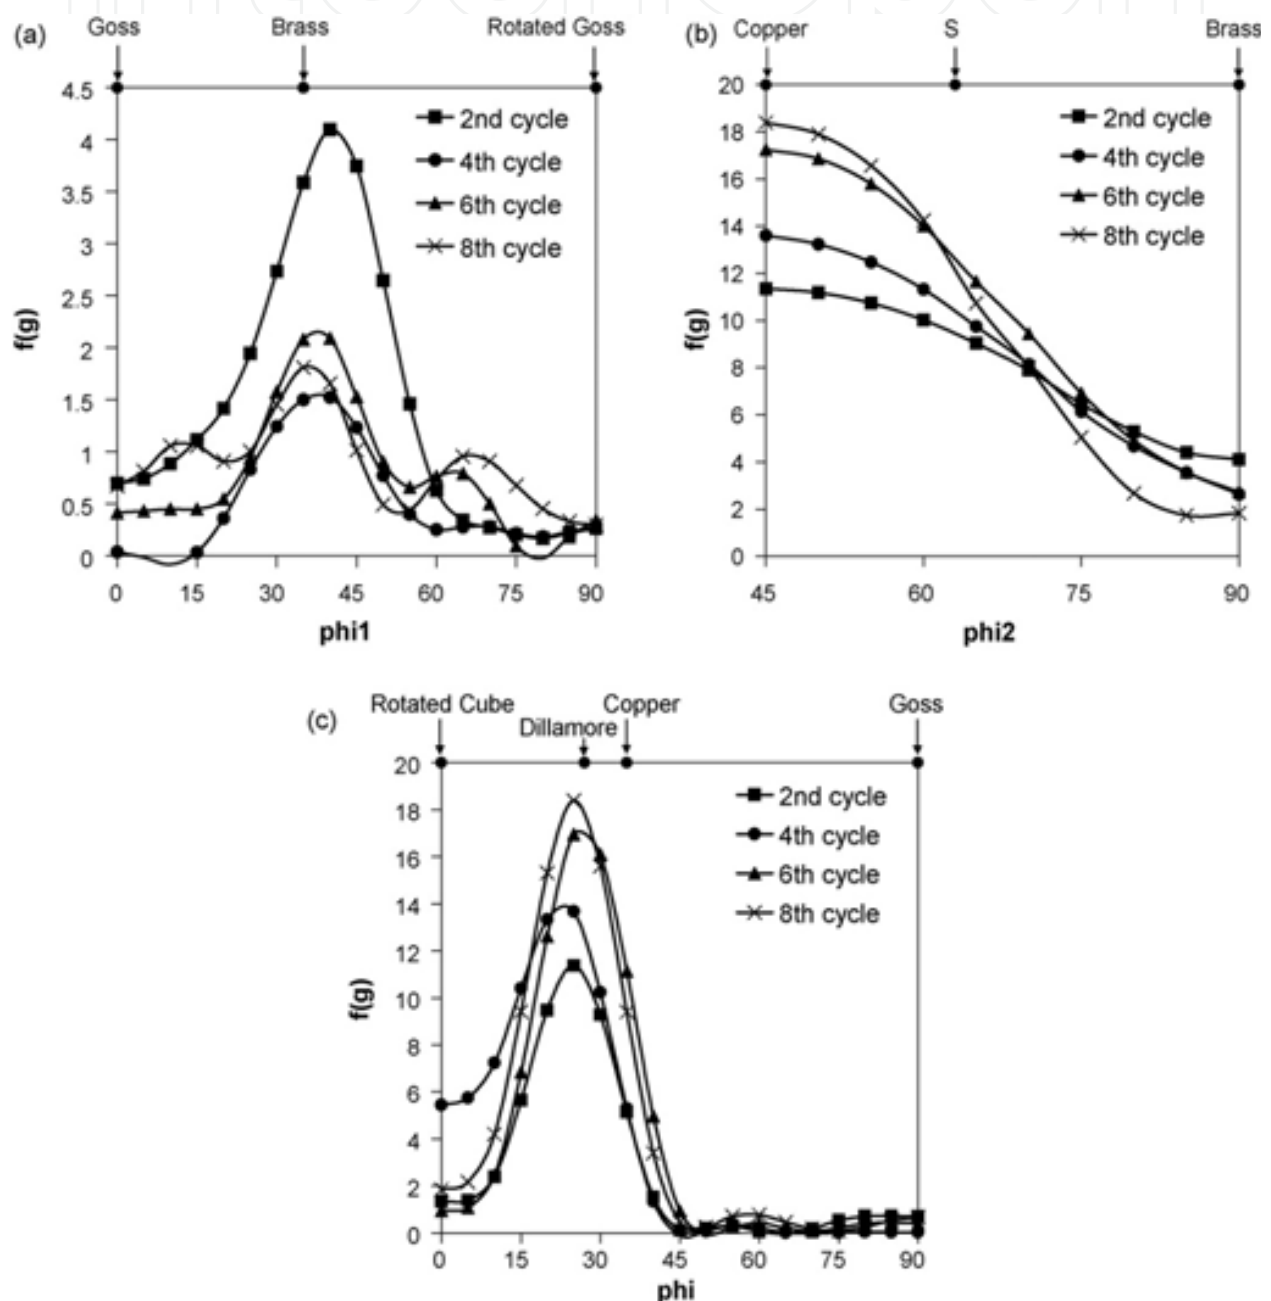 (a)
Goss Brass Rotated Goss
4.5
4
3.5
3
2.5
2
1.5
1
0.5
0
f(g)
2nd cycle
4th cycle
6th cycle
8th cycle
0 15 30 45 60 75 90
phi1
(b)
Copper S Brass
20
18
16
14
12
10
8
6
4
2
0
f(g)
2nd cycle
4th cycle
6th cycle
8th cycle
45 60 75 90
phi2
(c)
Rotated Cube Copper Goss
Dillamore
20
18
16
14
12
10
8
6
4
2
0
f(g)
2nd cycle
4th cycle
6th cycle
8th cycle
0 15 30 45 60 75 90
phi